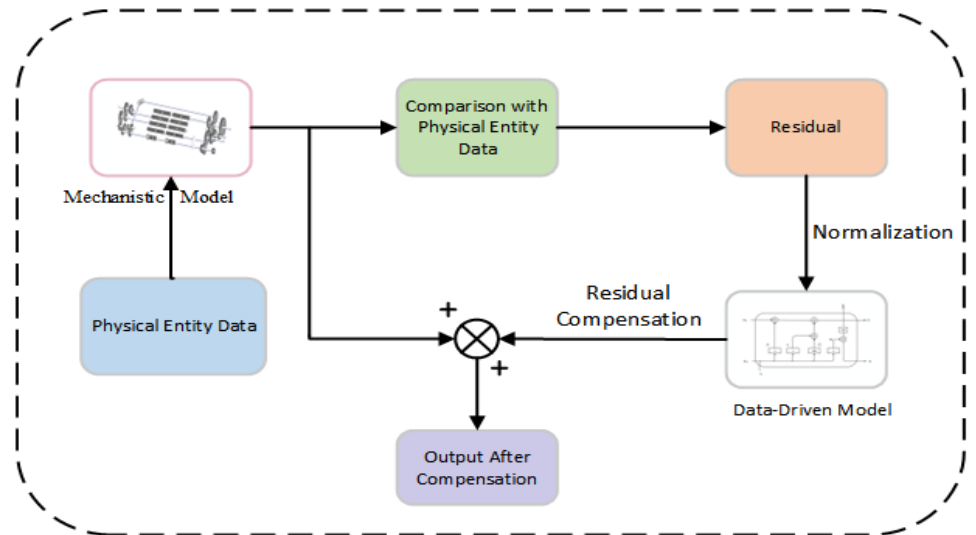 Mechanistic Model
Comparison with
Physical Entity
Data
Residual
Normalization
Physical Entity Data
Residual
Compensation
+
+
Data-Driven Model
Output After
Compensation